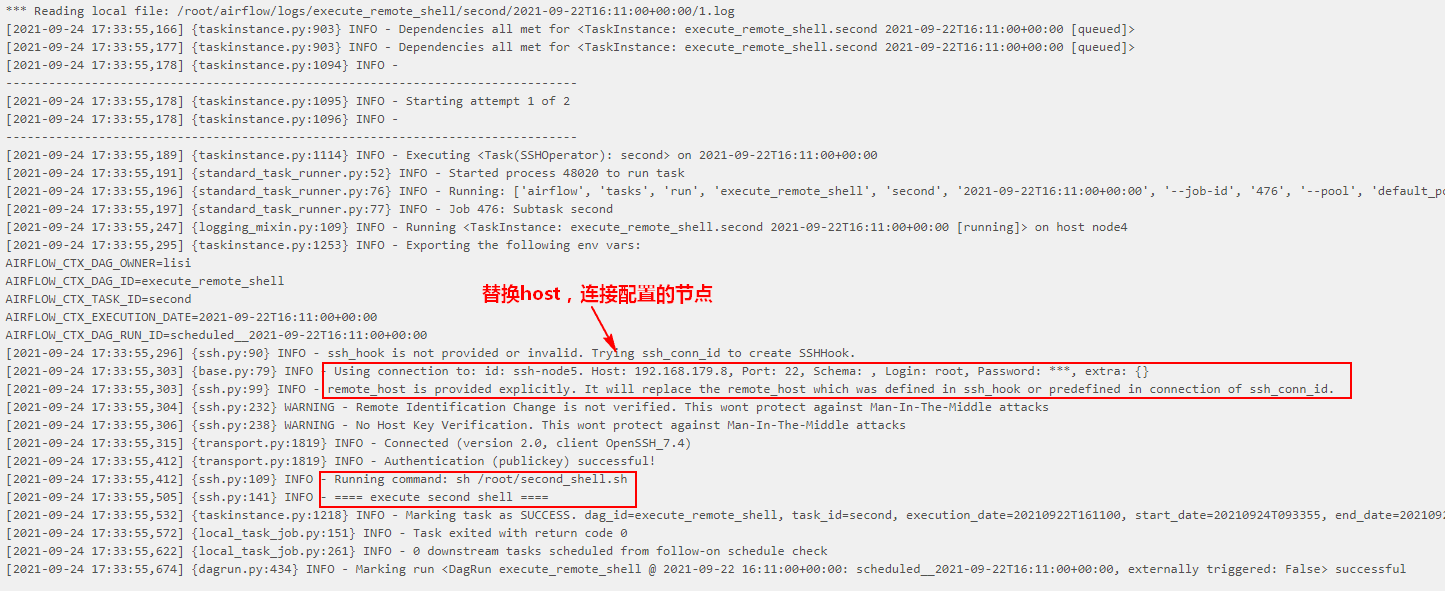 *** Reading local file: /root/airflow/logs/execute_remote_shell/second/2021-09-22T16:11:00+00:00/1.log
[2021-09-24 17:33:55,166] {taskinstance.py:903} INFO - Dependencies all met for <TaskInstance: execute_remote_shell.second 2021-09-22T16:11:00+00:00 [queued]>
[2021-09-24 17:33:55,177] {taskinstance.py:903} INFO - Dependencies all met for <TaskInstance: execute_remote_shell.second 2021-09-22T16:11:00+00:00 [queued]>
[2021-09-24 17:33:55,178] {taskinstance.py:1094} INFO -
--------------------------------------------------------------------------------
[2021-09-24 17:33:55,178] {taskinstance.py:1095} INFO - Starting attempt 1 of 2
[2021-09-24 17:33:55,178] {taskinstance.py:1096} INFO -
--------------------------------------------------------------------------------
[2021-09-24 17:33:55,189] {taskinstance.py:1114} INFO - Executing <Task(SSHOperator): second> on 2021-09-22T16:11:00+00:00
[2021-09-24 17:33:55,191] {standard_task_runner.py:52} INFO - Started process 48020 to run task
[2021-09-24 17:33:55,196] {standard_task_runner.py:76} INFO - Running: ['airflow', 'tasks', 'run', 'execute_remote_shell', 'second', '2021-09-22T16:11:00+00:00', '--job-id', '476', '--pool', 'default_po
[2021-09-24 17:33:55,197] {standard_task_runner.py:77} INFO - Job 476: Subtask second
[2021-09-24 17:33:55,247] {logging_mixin.py:109} INFO - Running <TaskInstance: execute_remote_shell.second 2021-09-22T16:11:00+00:00 [running]> on host node4
[2021-09-24 17:33:55,295] {taskinstance.py:1253} INFO - Exporting the following env vars:
AIRFLOW_CTX_DAG_OWNER=lisi
AIRFLOW_CTX_DAG_ID=execute_remote_shell
替换host，连接配置的节点
AIRFLOW_CTX_TASK_ID=second
AIRFLOW_CTX_EXECUTION_DATE=2021-09-22T16:11:00+00:00
AIRFLOW_CTX_DAG_RUN_ID=scheduled__2021-09-22T16:11:00+00:00
[2021-09-24 17:33:55,296] {ssh.py:90} INFO - ssh_hook is not provided or invalid. Trying ssh_conn_id to create SSHHook.
[2021-09-24 17:33:55,303] {base.py:79} INFO - Using connection to: id: ssh-node5. Host: 192.168.179.8, Port: 22, Schema: , Login: root, Password: ***, extra: {}
[2021-09-24 17:33:55,303] {ssh.py:99} INFO - remote_host is provided explicitly. It will replace the remote_host which was defined in ssh_hook or predefined in connection of ssh_conn_id.
[2021-09-24 17:33:55,304] {ssh.py:232} WARNING - Remote Identification Change is not verified. This wont protect against Man-In-The-Middle attacks
[2021-09-24 17:33:55,306] {ssh.py:238} WARNING - No Host Key Verification. This wont protect against Man-In-The-Middle attacks
[2021-09-24 17:33:55,315] {transport.py:1819} INFO - Connected (version 2.0, client OpenSSH_7.4)
[2021-09-24 17:33:55,412] {transport.py:1819} INFO - Authentication (publickey) successful!
[2021-09-24 17:33:55,412] {ssh.py:109} INFO - Running command: sh /root/second_shell.sh
[2021-09-24 17:33:55,505] {ssh.py:141} INFO - ==== execute second shell ====
[2021-09-24 17:33:55,532] {taskinstance.py:1218} INFO - Marking task as SUCCESS. dag_id=execute_remote_shell, task_id=second, execution_date=20210922T161100, start_date=20210924T093355, end_date=202109
[2021-09-24 17:33:55,572] {local_task_job.py:151} INFO - Task exited with return code 0
[2021-09-24 17:33:55,622] {local_task_job.py:261} INFO - 0 downstream tasks scheduled from follow-on schedule check
[2021-09-24 17:33:55,674] {dagrun.py:434} INFO - Marking run <DagRun execute_remote_shell @ 2021-09-22 16:11:00+00:00: scheduled__2021-09-22T16:11:00+00:00, externally triggered: False> successful